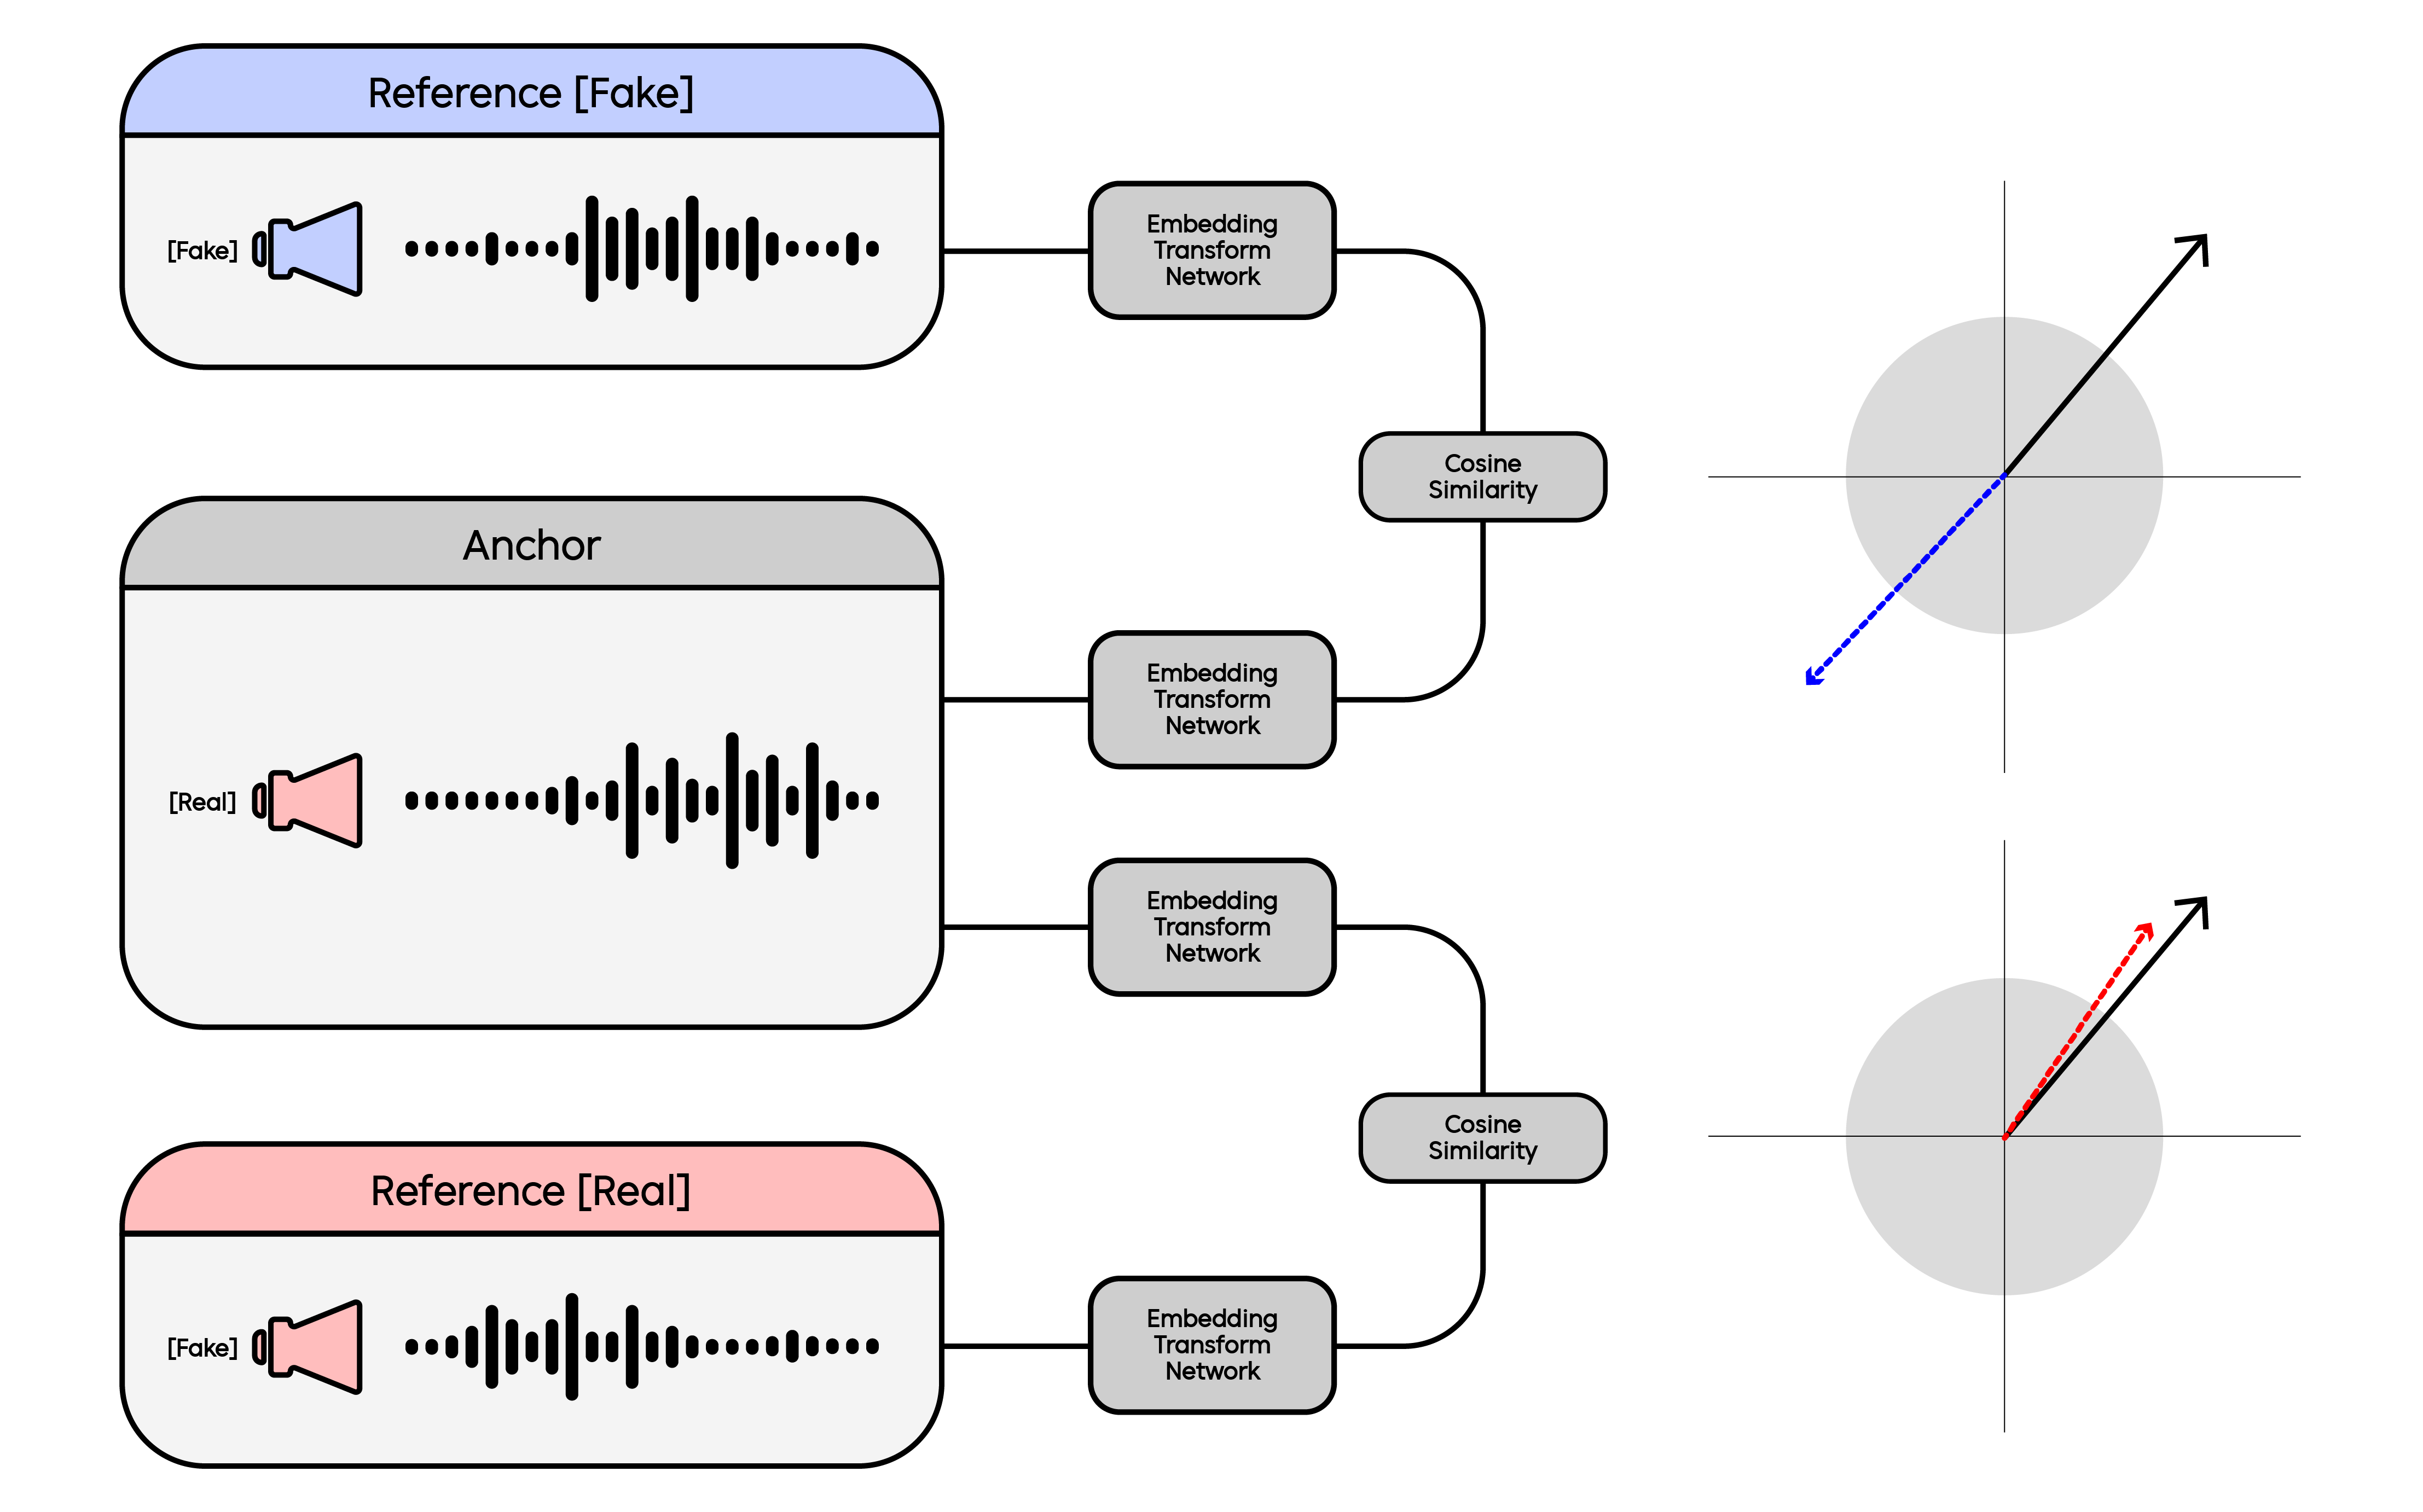 Reference [Fake]
[Fake]
Embedding
Transform
Network
Cosine
Similarity
Anchor
[Real]
Embedding
Transform
Network
Embedding
Transform
Network
Cosine
Similarity
Reference [Real]
[Fake]
Embedding
Transform
Network